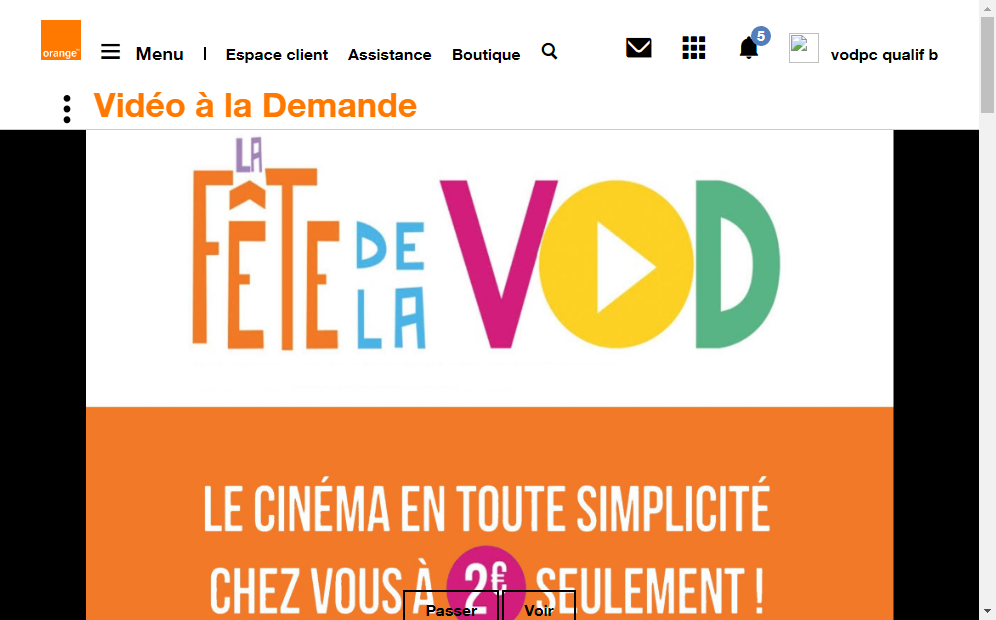 orange™
Menu | Espace client Assistance Boutique 5 vodpc qualif b
Vidéo à la Demande
LA
FÊTE DE LA VOD
LE CINÉMA EN TOUTE SIMPLICITÉ
CHEZ VOUS À 2€ SEULEMENT !
Passer Voir